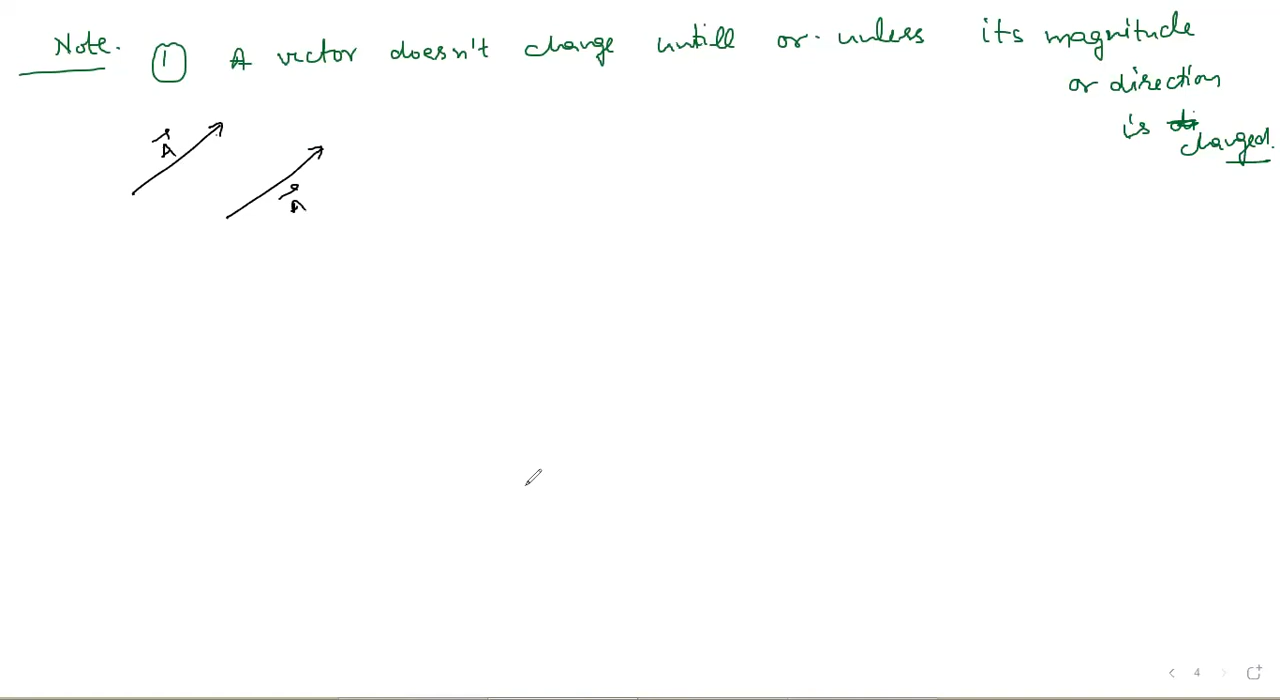 Note. ① A vector doesn't change untill or unless its magnitude
or direction
is changed.
A⃗
A⃗
4